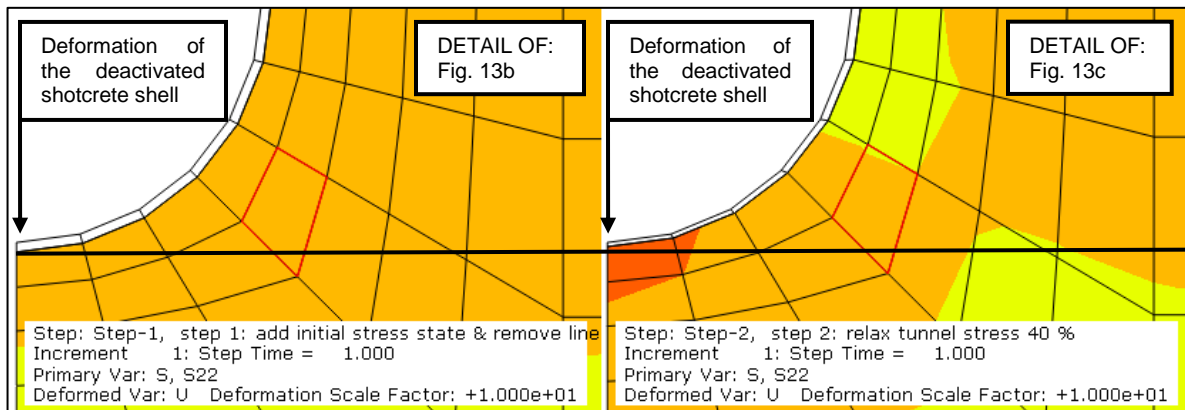 Deformation of
the deactivated
shotcrete shell
DETAIL OF:
Fig. 13b
Step: Step-1, step 1: add initial stress state & remove line
Increment 1: Step Time = 1.000
Primary Var: S, S22
Deformed Var: U Deformation Scale Factor: +1.000e+01
Deformation of
the deactivated
shotcrete shell
DETAIL OF:
Fig. 13c
Step: Step-2, step 2: relax tunnel stress 40 %
Increment 1: Step Time = 1.000
Primary Var: S, S22
Deformed Var: U Deformation Scale Factor: +1.000e+01